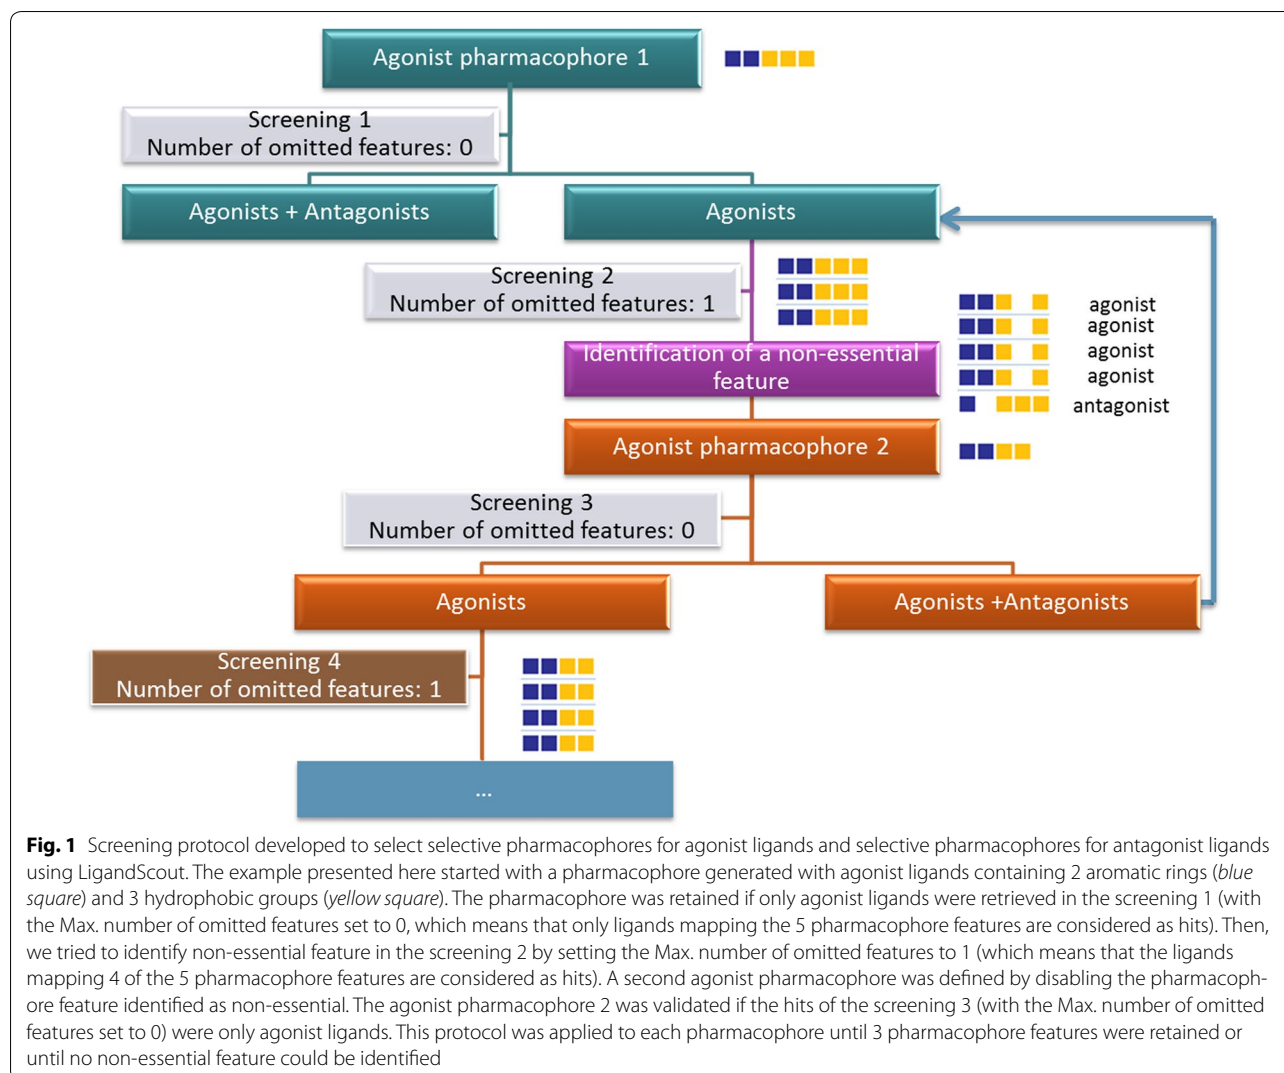 Agonist pharmacophore 1
Screening 1
Number of omitted features: 0
Agonists + Antagonists
Agonists
Screening 2
Number of omitted features: 1
agonist
agonist
agonist
agonist
antagonist
Identification of a non-essential
feature
Agonist pharmacophore 2
Screening 3
Number of omitted features: 0
Agonists
Agonists +Antagonists
Screening 4
Number of omitted features: 1
...
Fig. 1 Screening protocol developed to select selective pharmacophores for agonist ligands and selective pharmacophores for antagonist ligands
using LigandScout. The example presented here started with a pharmacophore generated with agonist ligands containing 2 aromatic rings (blue
square) and 3 hydrophobic groups (yellow square). The pharmacophore was retained if only agonist ligands were retrieved in the screening 1 (with
the Max. number of omitted features set to 0, which means that only ligands mapping the 5 pharmacophore features are considered as hits). Then,
we tried to identify non-essential feature in the screening 2 by setting the Max. number of omitted features to 1 (which means that the ligands
mapping 4 of the 5 pharmacophore features are considered as hits). A second agonist pharmacophore was defined by disabling the pharmacoph-
ore feature identified as non-essential. The agonist pharmacophore 2 was validated if the hits of the screening 3 (with the Max. number of omitted
features set to 0) were only agonist ligands. This protocol was applied to each pharmacophore until 3 pharmacophore features were retained or
until no non-essential feature could be identified